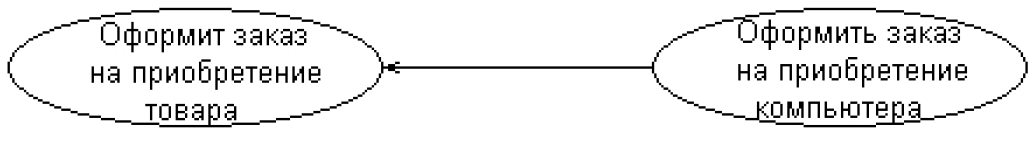 Оформит заказ
на приобретение
товара
Оформить заказ
на приобретение
компьютера